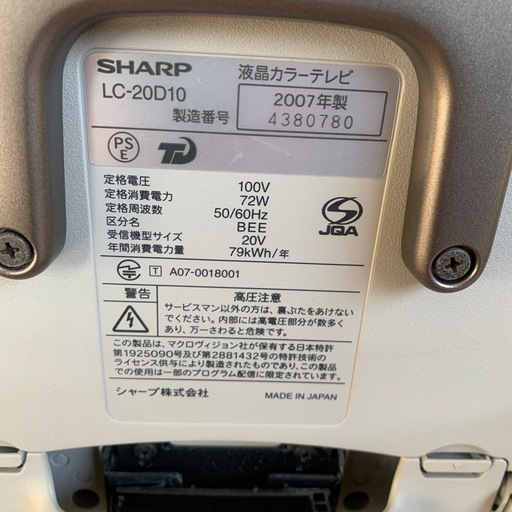 SHARP 液晶カラーテレビ
LC-20D10 2007年製
製造番号 4380780
PS
E
定格電圧 100V
定格消費電力 72W
定格周波数 50/60Hz
区分名 BEE
受信機型サイズ 20V
年間消費電力量 79kWh/年
JQA
T A07-0018001
警告 高圧注意
サービスマン以外の方は、裏ぶたをあけない
でください。内部には高電圧部分が数多く
あり、万一さわると危険です。
この製品は、マクロヴィジョン社が保有する日本特許
第1925090号及び第2881432号の特許技術の
ライセンス供与により製造されたものであり、この製品
での使用は一部のプログラム配信に限定されています。
シャープ株式会社 MADE IN JAPAN